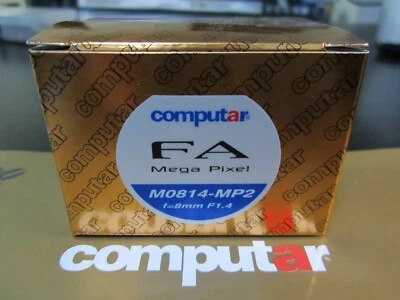 computar
FA
Mega Pixel
M0814-MP2
f=8mm F1.4
computar